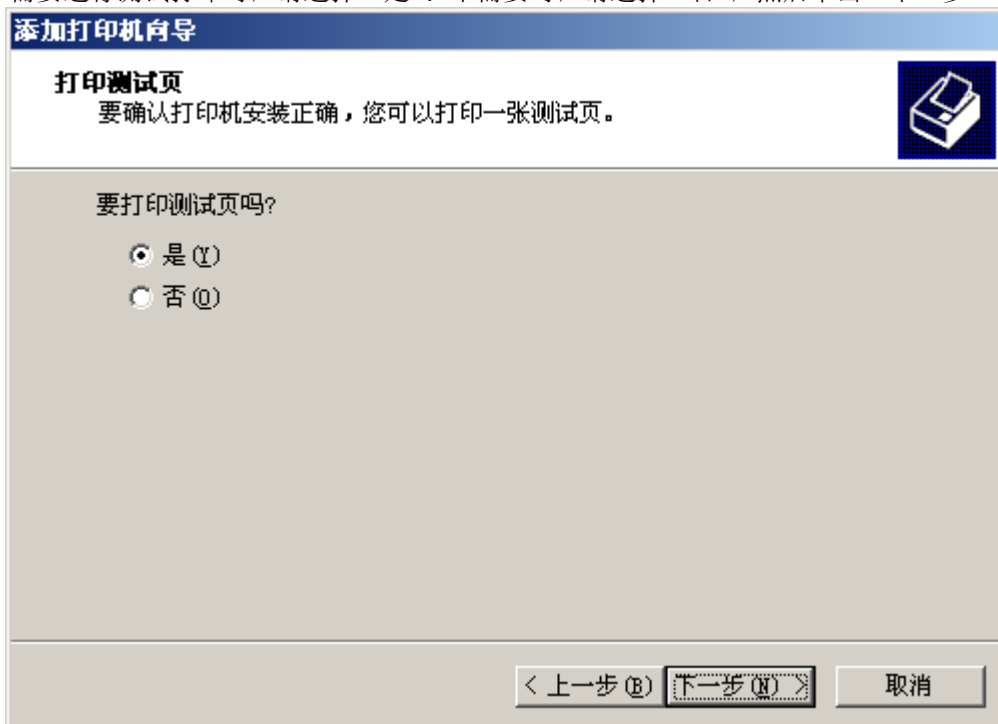 添加打印机向导
打印测试页
要确认打印机安装正确，您可以打印一张测试页。
要打印测试页吗?
是(Y)
否(O)
< 上一步(B)
下一步(N) >
取消